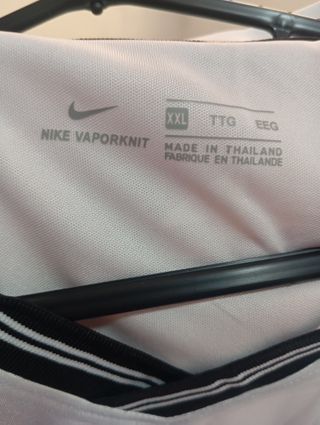 NIKE VAPORKNIT
XXL TTG EEG
MADE IN THAILAND
FABRIQUE EN THAILANDE